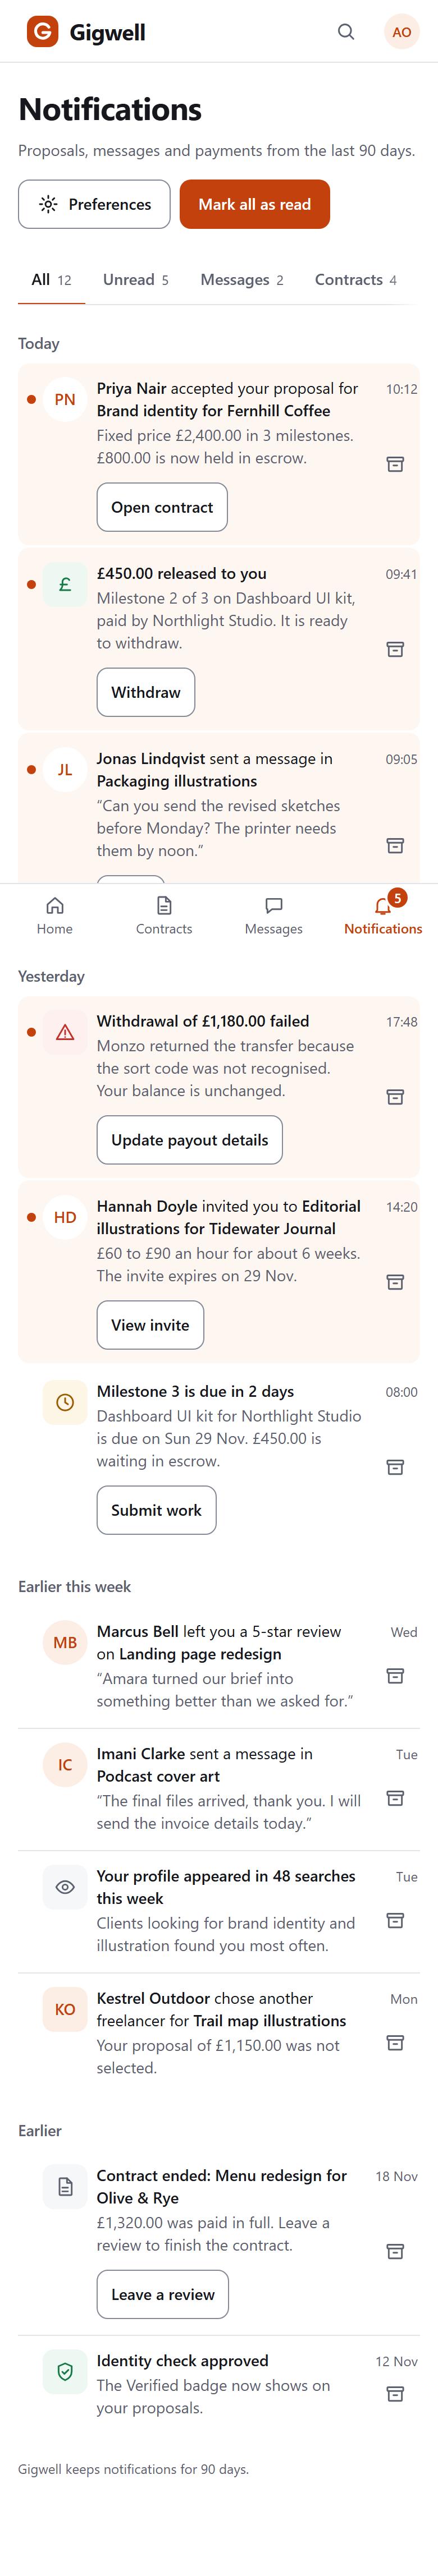 G Gigwell
AO
Notifications
Proposals, messages and payments from the last 90 days.
Preferences
Mark all as read
All 12
Unread 5
Messages 2
Contracts 4
Today
PN
Priya Nair accepted your proposal for
Brand identity for Fernhill Coffee
10:12
Fixed price £2,400.00 in 3 milestones.
£800.00 is now held in escrow.
Open contract
£
£450.00 released to you
09:41
Milestone 2 of 3 on Dashboard UI kit,
paid by Northlight Studio. It is ready
to withdraw.
Withdraw
JL
Jonas Lindqvist sent a message in
Packaging illustrations
09:05
“Can you send the revised sketches
before Monday? The printer needs
them by noon.”
Home
Contracts
Messages
5
Notifications
Yesterday
Withdrawal of £1,180.00 failed
17:48
Monzo returned the transfer because
the sort code was not recognised.
Your balance is unchanged.
Update payout details
HD
Hannah Doyle invited you to Editorial
illustrations for Tidewater Journal
14:20
£60 to £90 an hour for about 6 weeks.
The invite expires on 29 Nov.
View invite
Milestone 3 is due in 2 days
08:00
Dashboard UI kit for Northlight Studio
is due on Sun 29 Nov. £450.00 is
waiting in escrow.
Submit work
Earlier this week
MB
Marcus Bell left you a 5-star review
on Landing page redesign
Wed
“Amara turned our brief into
something better than we asked for.”
IC
Imani Clarke sent a message in
Podcast cover art
Tue
“The final files arrived, thank you. I will
send the invoice details today.”
Your profile appeared in 48 searches
this week
Tue
Clients looking for brand identity and
illustration found you most often.
KO
Kestrel Outdoor chose another
freelancer for Trail map illustrations
Mon
Your proposal of £1,150.00 was not
selected.
Earlier
Contract ended: Menu redesign for
Olive & Rye
18 Nov
£1,320.00 was paid in full. Leave a
review to finish the contract.
Leave a review
Identity check approved
12 Nov
The Verified badge now shows on
your proposals.
Gigwell keeps notifications for 90 days.